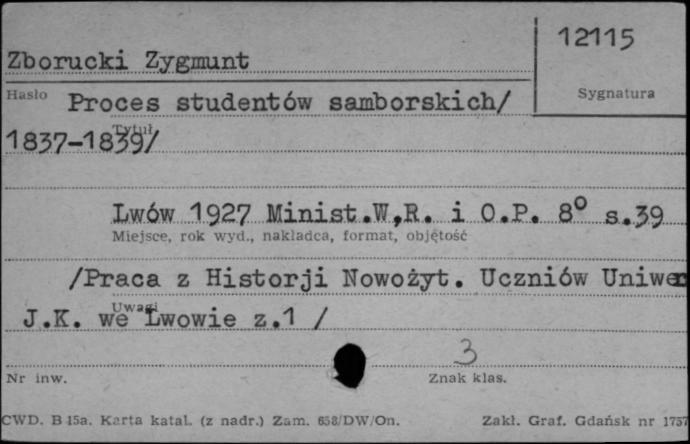 12115
Zborucki Zygmunt
Hasło
Sygnatura
Proces studentów samborskich/
Tytuł
1837-1839/
Lwów 1927 Minist.W,R. i O.P. 8° s.39
Miejsce, rok wyd., nakładca, format, objętość
/Praca z Historji Nowożyt. Uczniów Uniwer
Uwagi
J.K. we Lwowie z.1 /
3
Nr inw.
Znak klas.
CWD. B 15a. Karta katal. (z nadr.) Zam. 658/DW/On.
Zakł. Graf. Gdańsk nr 1757